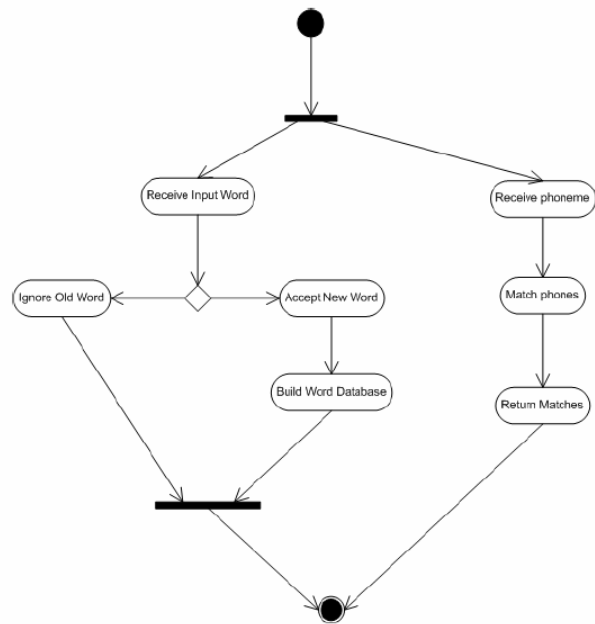 Receive Input Word
Receive phoneme
Ignore Old Word
Accept New Word
Match phones
Build Word Database
Return Matches